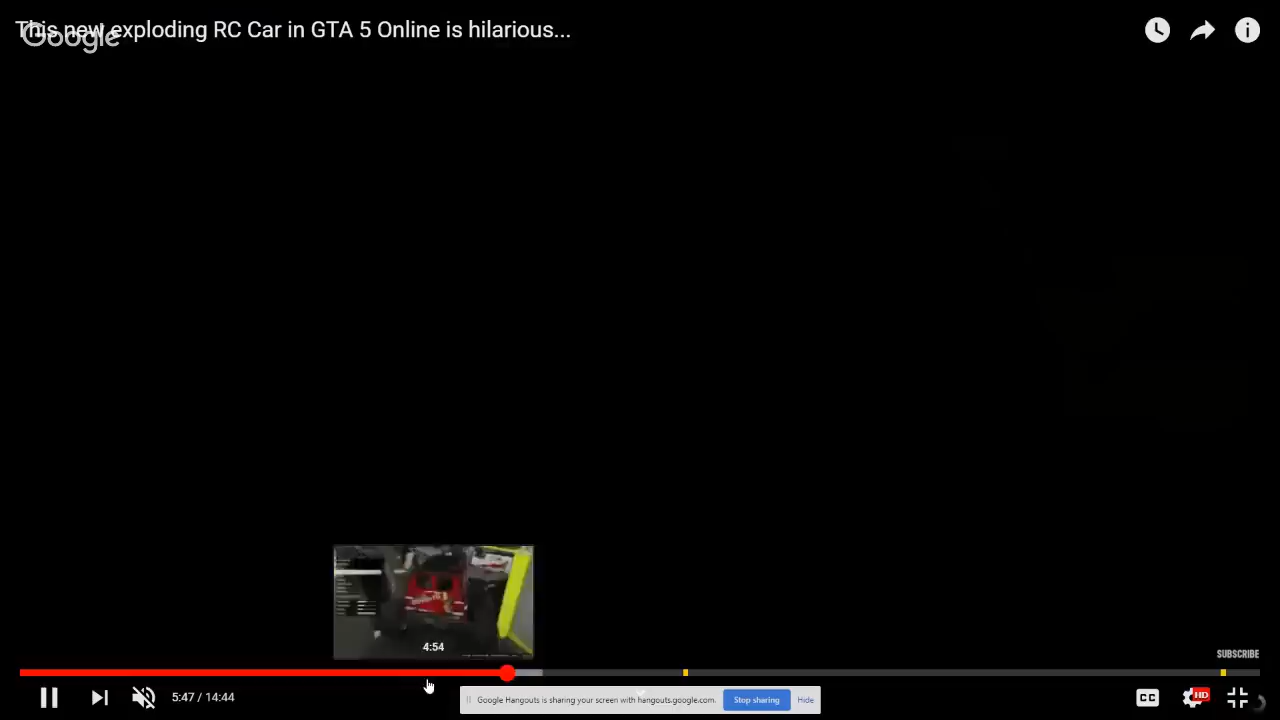 This new exploding RC Car in GTA 5 Online is hilarious...
Google
4:54
SUBSCRIBE
5:47 / 14:44
Google Hangouts is sharing your screen with hangouts.google.com.
Stop sharing
Hide
CC
HD